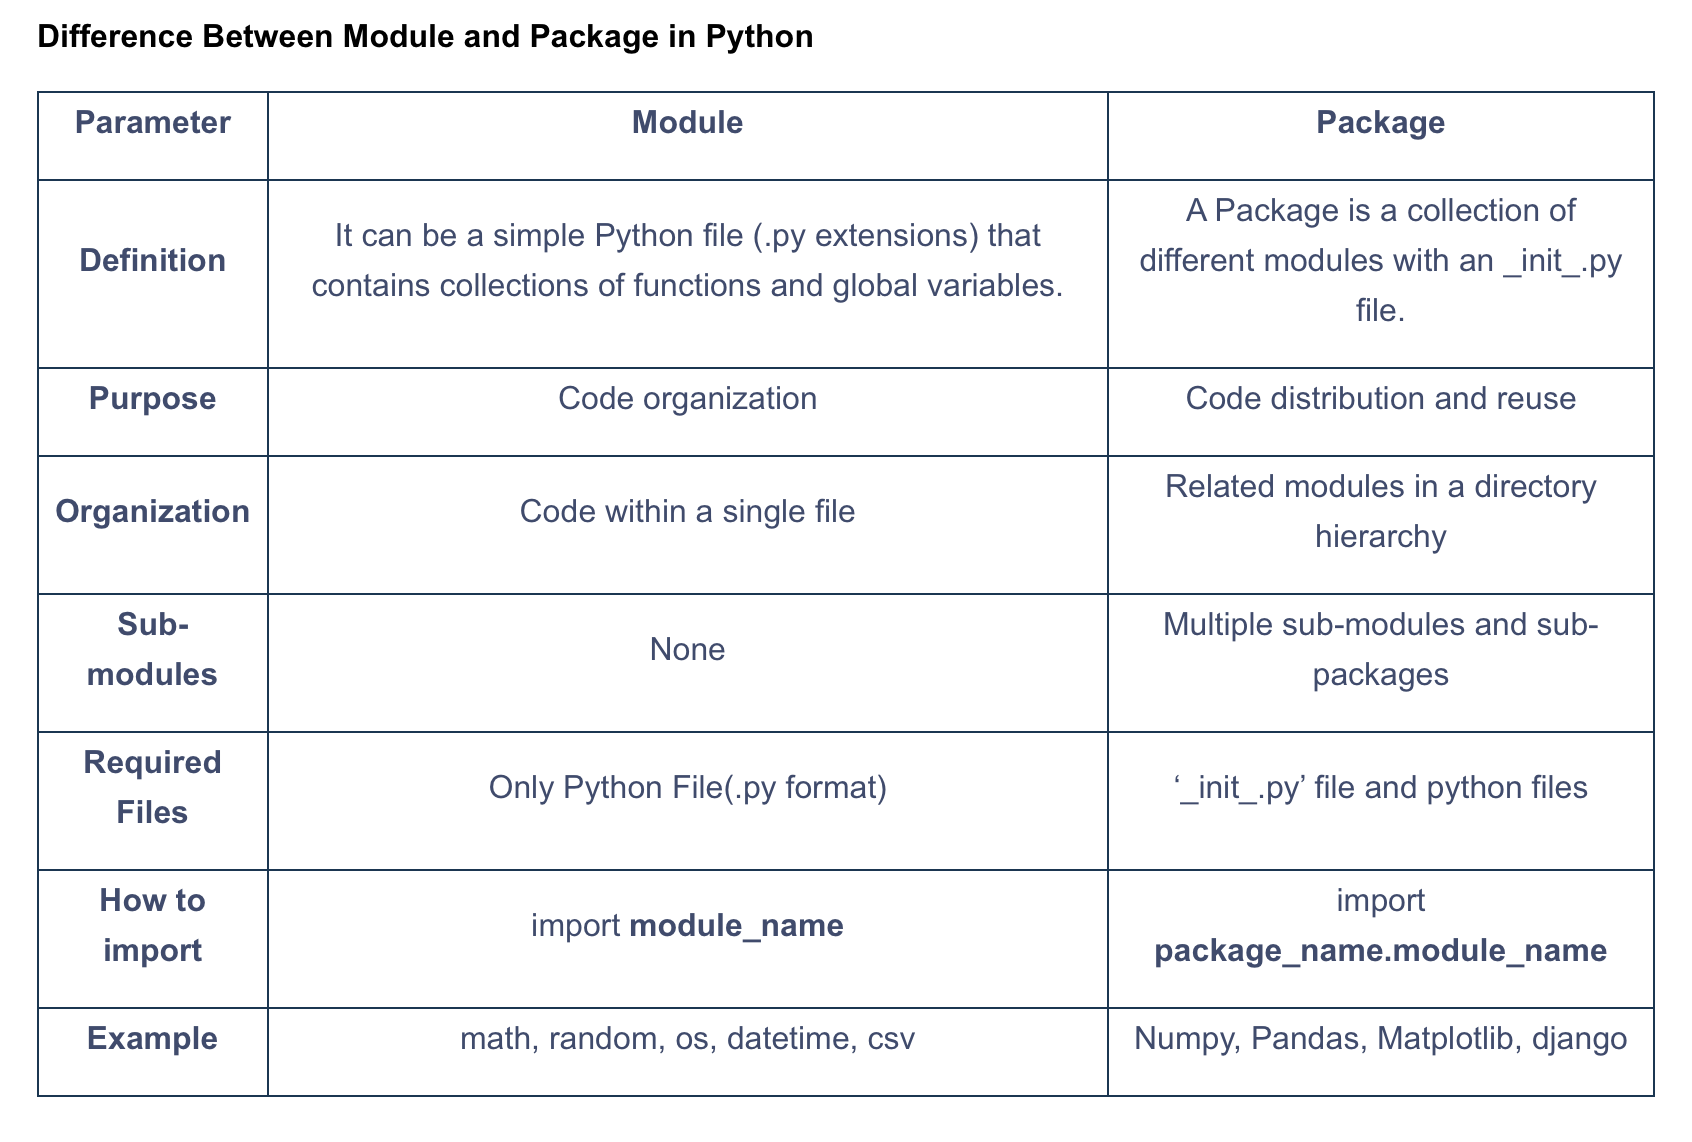 Difference Between Module and Package in Python
Parameter
Module
Package
Definition
It can be a simple Python file (.py extensions) that
contains collections of functions and global variables.
A Package is a collection of
different modules with an _init_.py
file.
Purpose
Code organization
Code distribution and reuse
Organization
Code within a single file
Related modules in a directory
hierarchy
Sub-
modules
None
Multiple sub-modules and sub-
packages
Required
Files
Only Python File(.py format)
‘_init_.py’ file and python files
How to
import
import module_name
import
package_name.module_name
Example
math, random, os, datetime, csv
Numpy, Pandas, Matplotlib, django